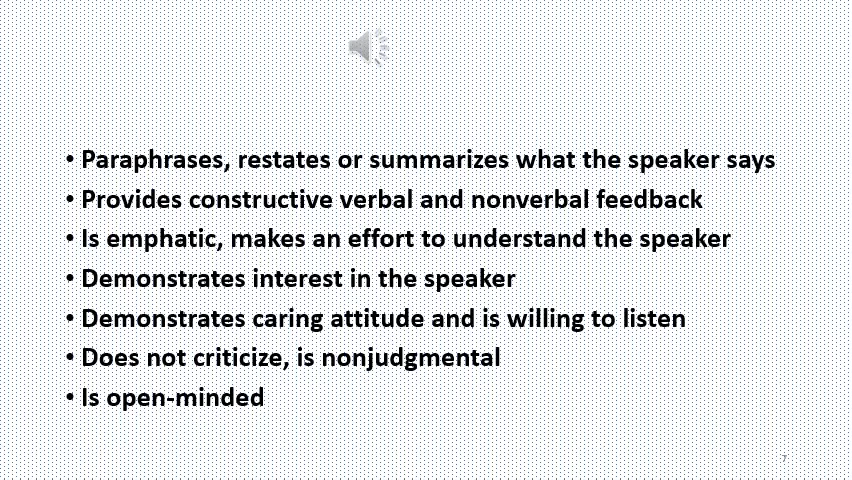 • Paraphrases, restates or summarizes what the speaker says
• Provides constructive verbal and nonverbal feedback
• Is emphatic, makes an effort to understand the speaker
• Demonstrates interest in the speaker
• Demonstrates caring attitude and is willing to listen
• Does not criticize, is nonjudgmental
• Is open-minded
7